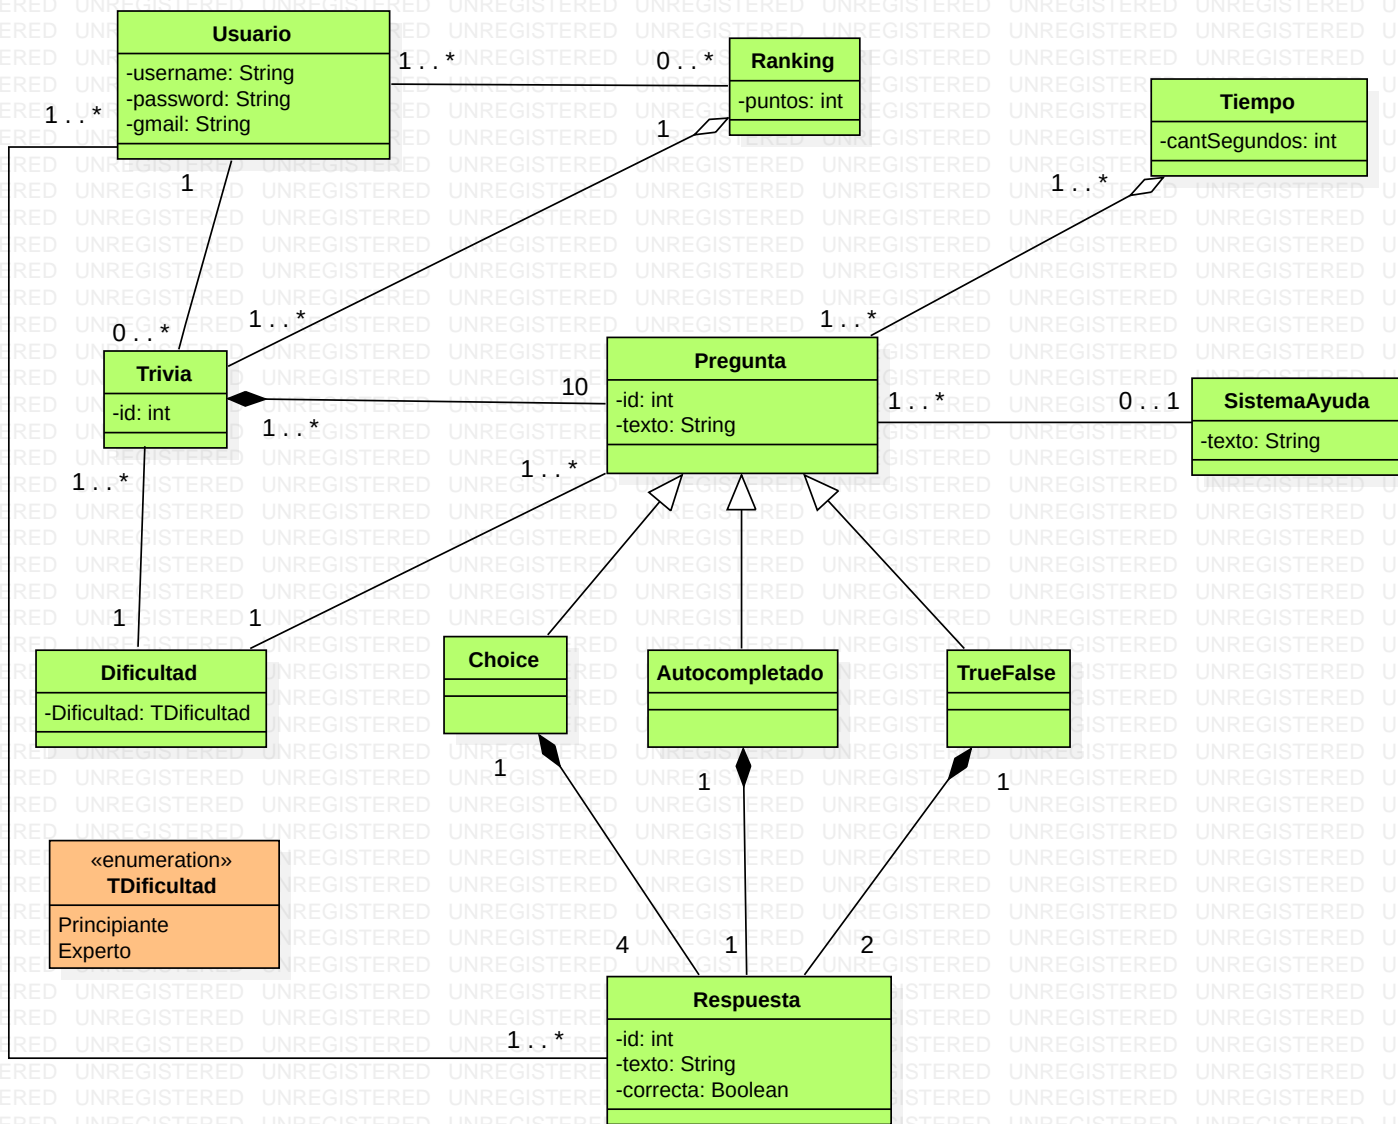 Usuario
-username: String
-password: String
-gmail: String
1 . . *
0 . . *
Ranking
-puntos: int
1
Tiempo
-cantSegundos: int
1 . . *
1 . . *
1
0 . . *
1 . . *
1 . . *
Trivia
-id: int
10
1 . . *
Pregunta
-id: int
-texto: String
1 . . *
0 . . 1
SistemaAyuda
-texto: String
1 . . *
1 . . *
1
1
Dificultad
-Dificultad: TDificultad
Choice
Autocompletado
TrueFalse
1
1
1
«enumeration»
TDificultad
Principiante
Experto
4
1
2
Respuesta
-id: int
-texto: String
-correcta: Boolean
1 . . *
UNREGISTERED